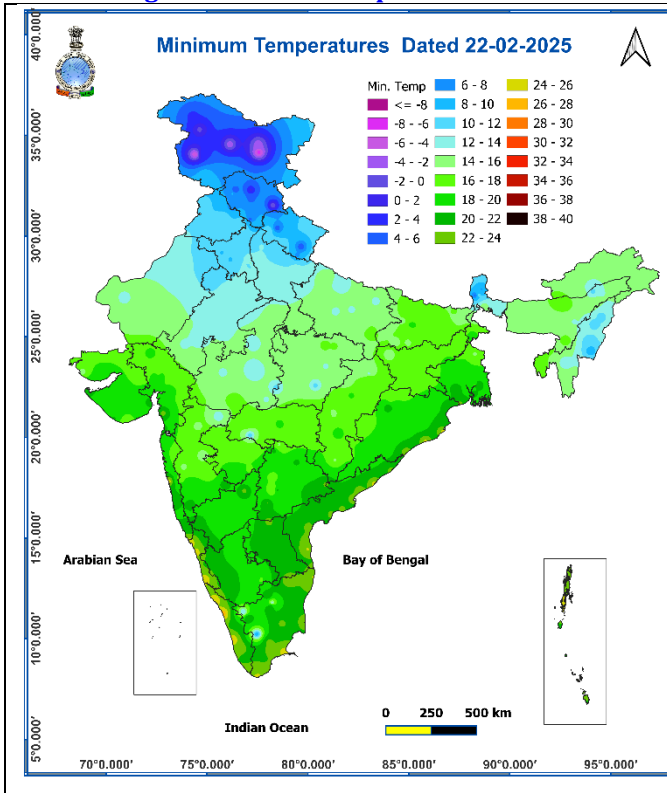 Minimum Temperatures Dated 22-02-2025
Min. Temp
<= -8
-8 - -6
-6 - -4
-4 - -2
-2 - 0
0 - 2
2 - 4
4 - 6
6 - 8
8 - 10
10 - 12
12 - 14
14 - 16
16 - 18
18 - 20
20 - 22
22 - 24
24 - 26
26 - 28
28 - 30
30 - 32
32 - 34
34 - 36
36 - 38
38 - 40
40°0.000'
35°0.000'
30°0.000'
25°0.000'
20°0.000'
15°0.000'
10°0.000'
5°0.000'
Arabian Sea
Bay of Bengal
Indian Ocean
0 250 500 km
70°0.000' 75°0.000' 80°0.000' 85°0.000' 90°0.000' 95°0.000'